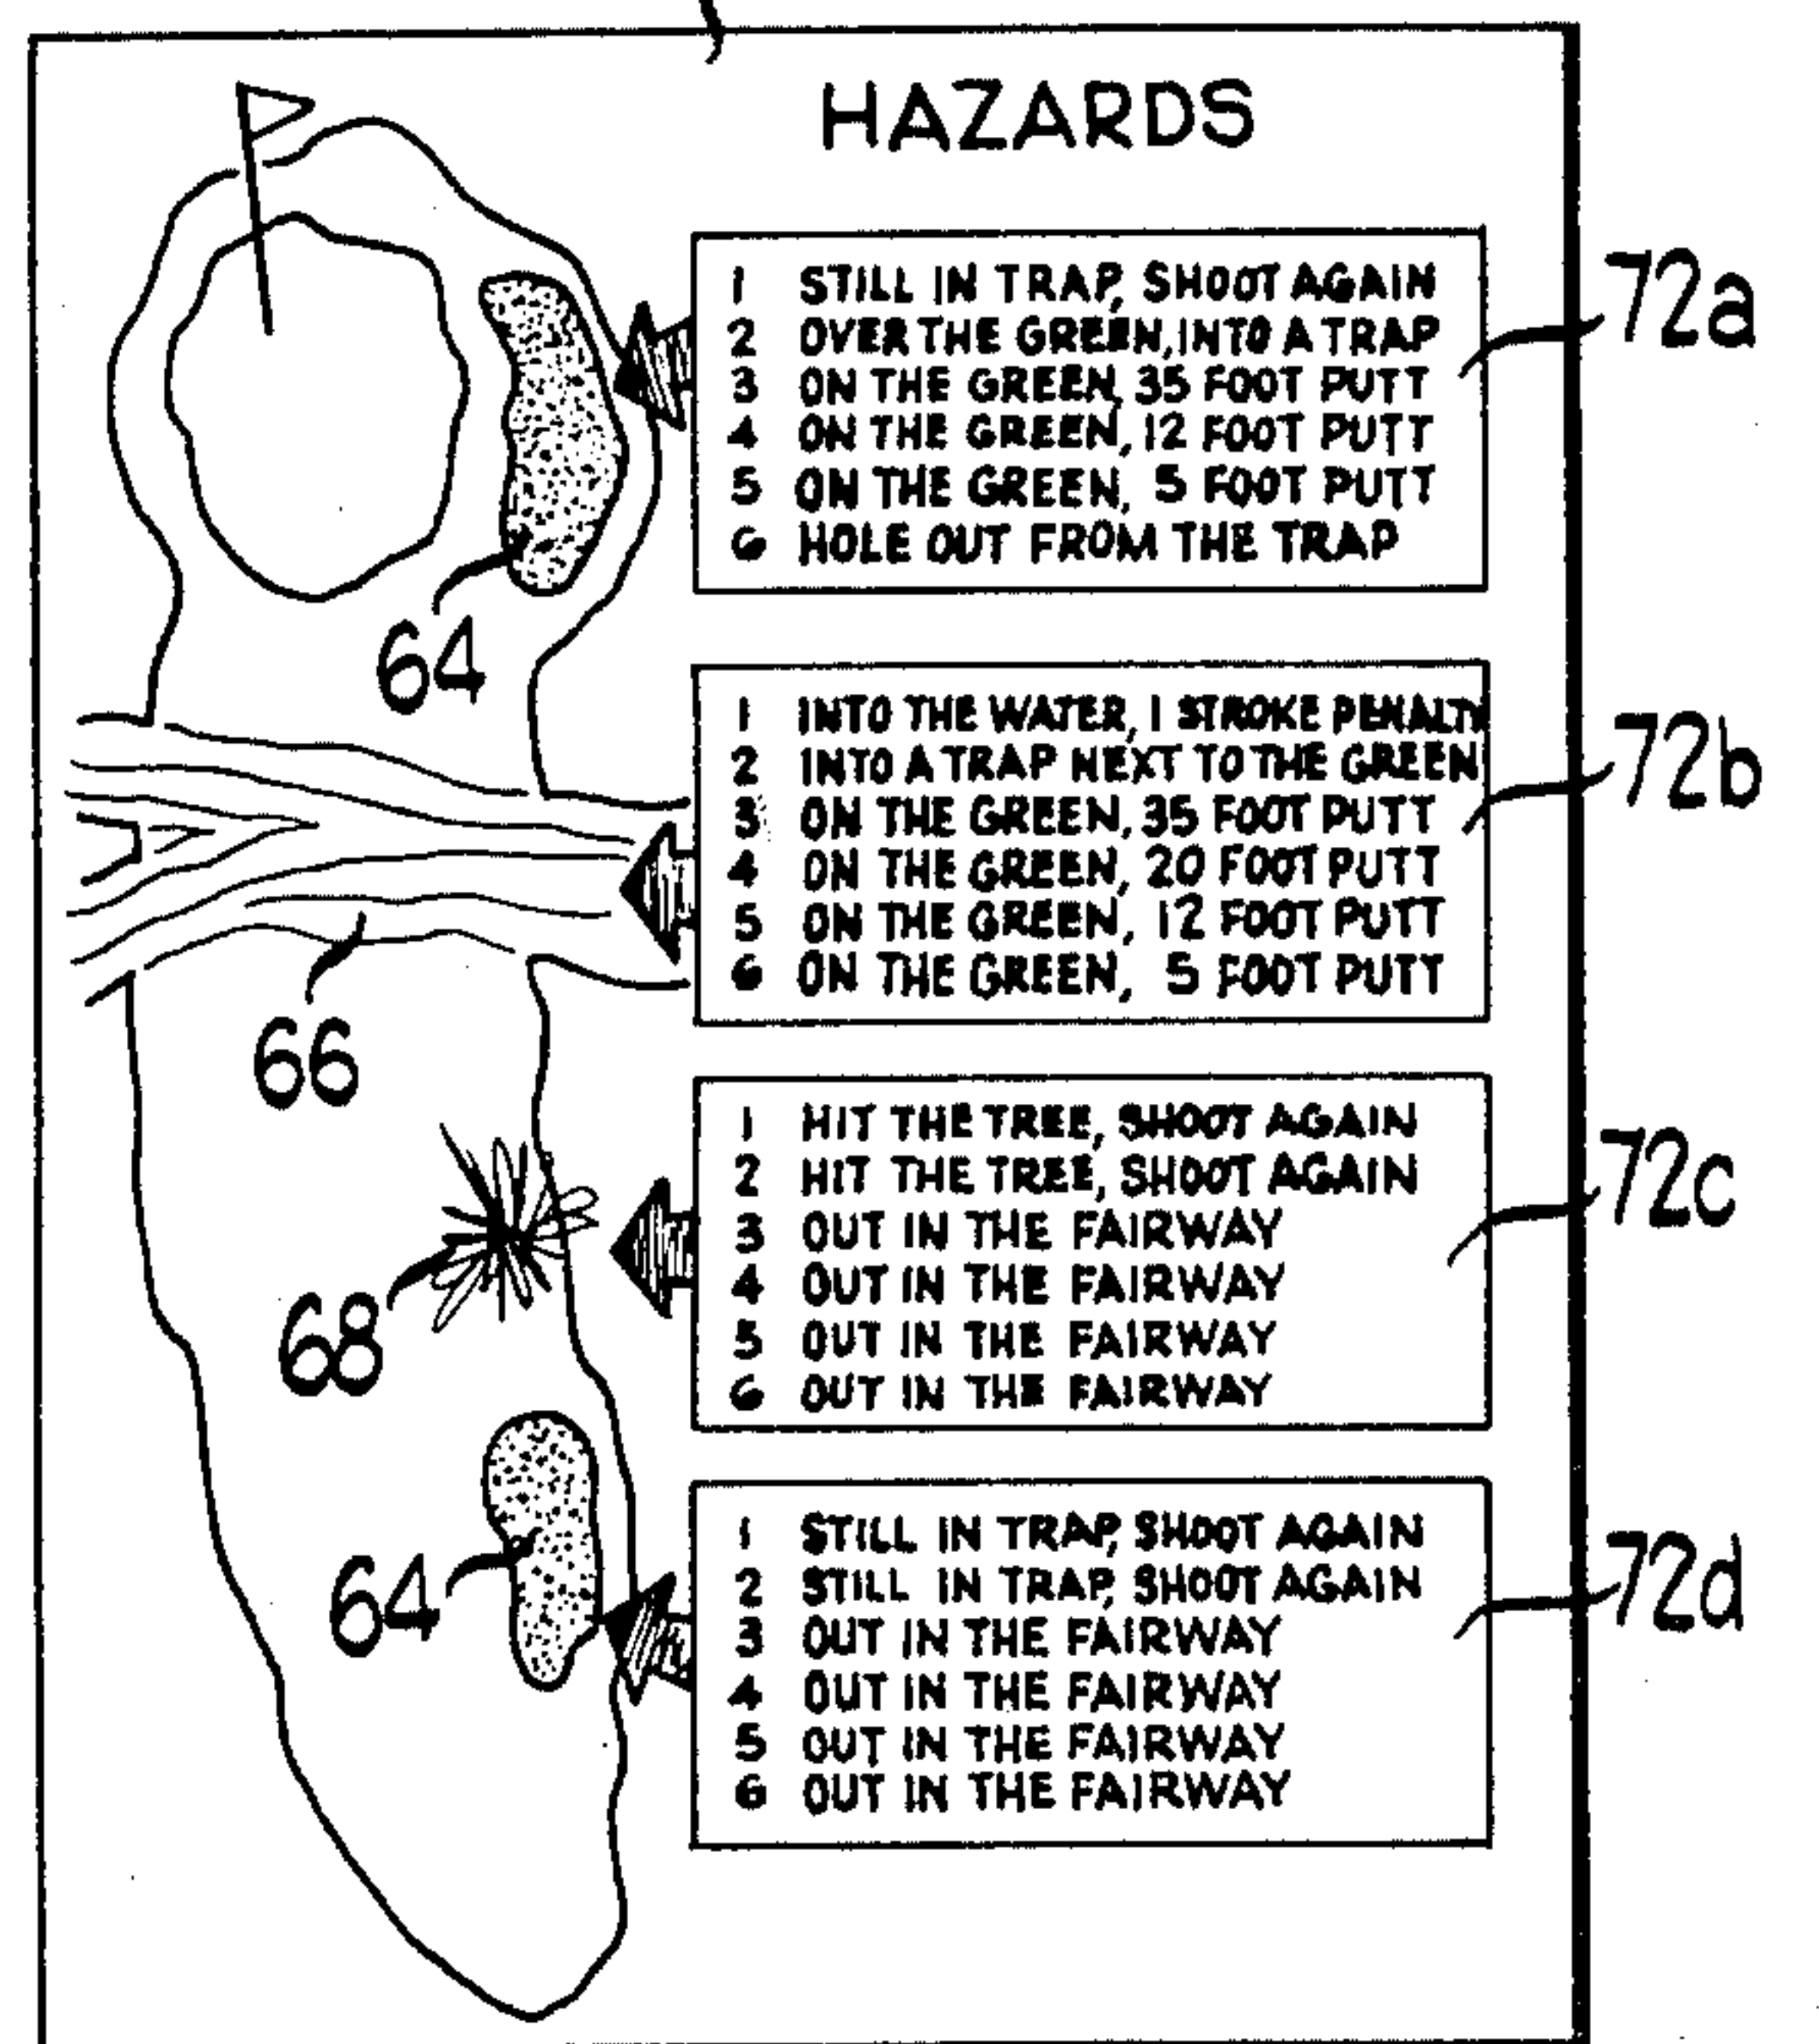 HAZARDS
1 STILL IN TRAP, SHOOT AGAIN
2 OVER THE GREEN, INTO A TRAP
3 ON THE GREEN, 35 FOOT PUTT
4 ON THE GREEN, 12 FOOT PUTT
5 ON THE GREEN, 5 FOOT PUTT
6 HOLE OUT FROM THE TRAP
72a
64
1 INTO THE WATER, 1 STROKE PENALTY
2 INTO A TRAP NEXT TO THE GREEN
3 ON THE GREEN, 35 FOOT PUTT
4 ON THE GREEN, 20 FOOT PUTT
5 ON THE GREEN, 12 FOOT PUTT
6 ON THE GREEN, 5 FOOT PUTT
72b
66
1 HIT THE TREE, SHOOT AGAIN
2 HIT THE TREE, SHOOT AGAIN
3 OUT IN THE FAIRWAY
4 OUT IN THE FAIRWAY
5 OUT IN THE FAIRWAY
6 OUT IN THE FAIRWAY
72c
68
1 STILL IN TRAP, SHOOT AGAIN
2 STILL IN TRAP, SHOOT AGAIN
3 OUT IN THE FAIRWAY
4 OUT IN THE FAIRWAY
5 OUT IN THE FAIRWAY
6 OUT IN THE FAIRWAY
72d
64